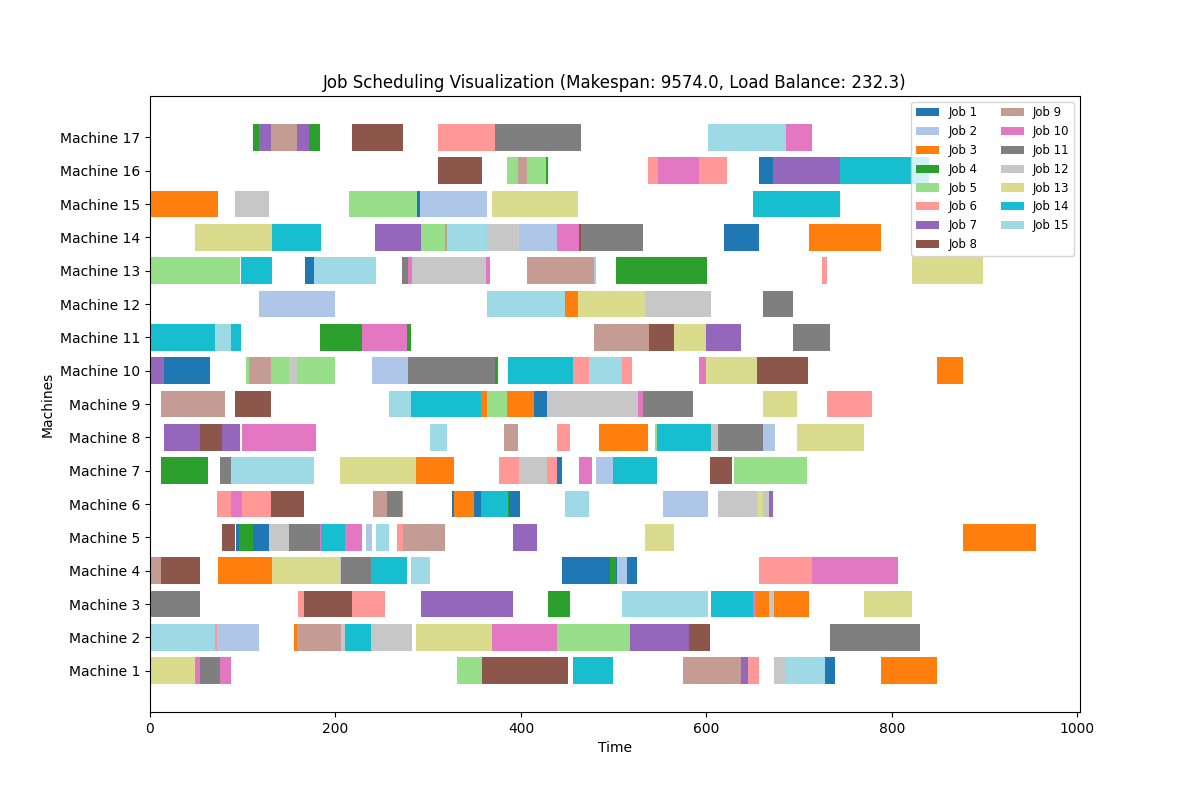 Job Scheduling Visualization (Makespan: 9574.0, Load Balance: 232.3)
Job 1
Job 2
Job 3
Job 4
Job 5
Job 6
Job 7
Job 8
Job 9
Job 10
Job 11
Job 12
Job 13
Job 14
Job 15
Machine 17
Machine 16
Machine 15
Machine 14
Machine 13
Machine 12
Machine 11
Machine 10
Machine 9
Machine 8
Machine 7
Machine 6
Machine 5
Machine 4
Machine 3
Machine 2
Machine 1
Machines
0 200 400 600 800 1000
Time